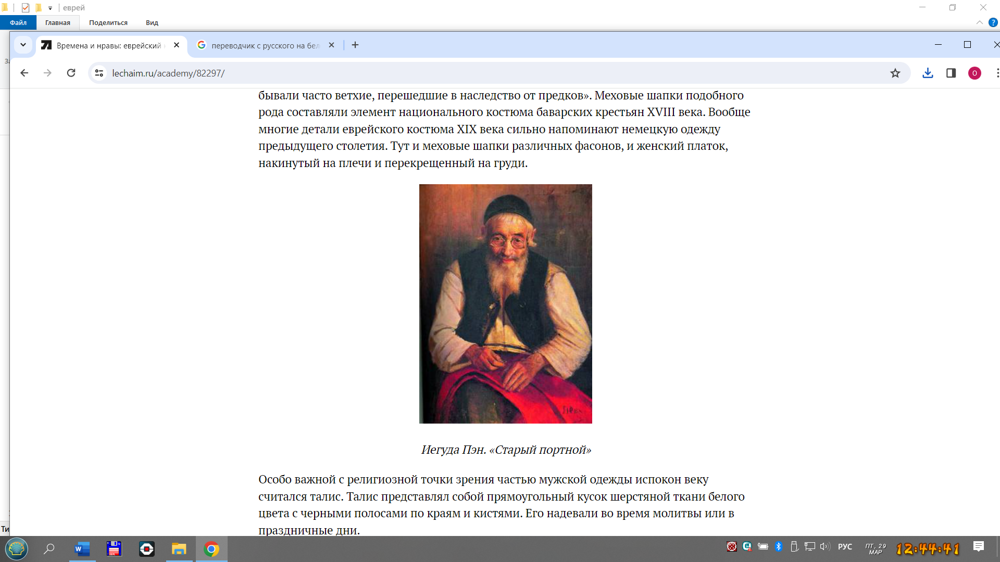 еврей
Файл Главная Поделиться Вид
Времена и нравы: еврейский
переводчик с русского на бел
lechaim.ru/academy/82297/
О
бывали часто ветхие, перешедшие в наследство от предков». Меховые шапки подобного
рода составляли элемент национального костюма баварских крестьян XVIII века. Вообще
многие детали еврейского костюма XIX века сильно напоминают немецкую одежду
предыдущего столетия. Тут и меховые шапки различных фасонов, и женский платок,
накинутый на плечи и перекрещенный на груди.
Иегуда Пэн. «Старый портной»
Особо важной с религиозной точки зрения частью мужской одежды испокон веку
считался талис. Талис представлял собой прямоугольный кусок шерстяной ткани белого
цвета с черными полосами по краям и кистями. Его надевали во время молитвы или в
праздничные дни.
Ти
РУС
ПТ, 29
МАР
12:44:41